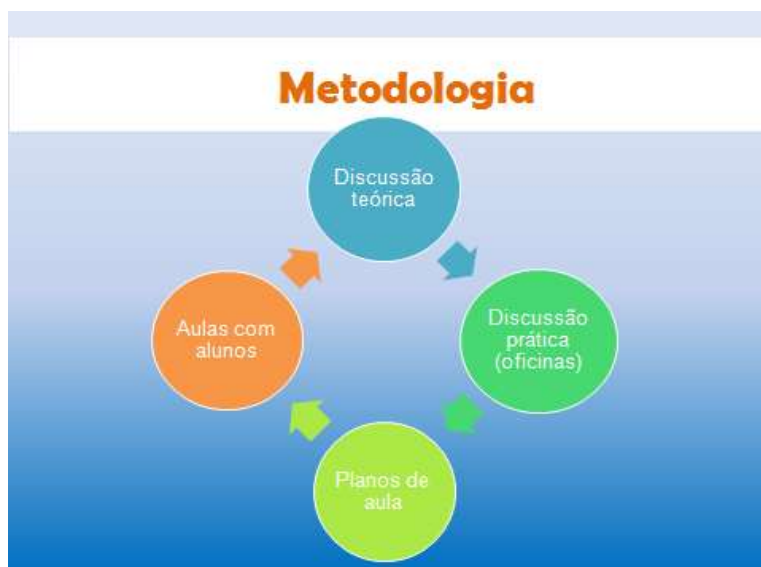 Metodologia
Discussão
teórica
Discussão
prática
(oficinas)
Planos de
aula
Aulas com
alunos